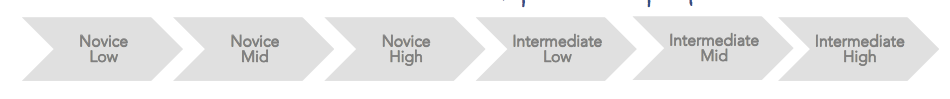 Novice
Low
Novice
Mid
Novice
High
Intermediate
Low
Intermediate
Mid
Intermediate
High